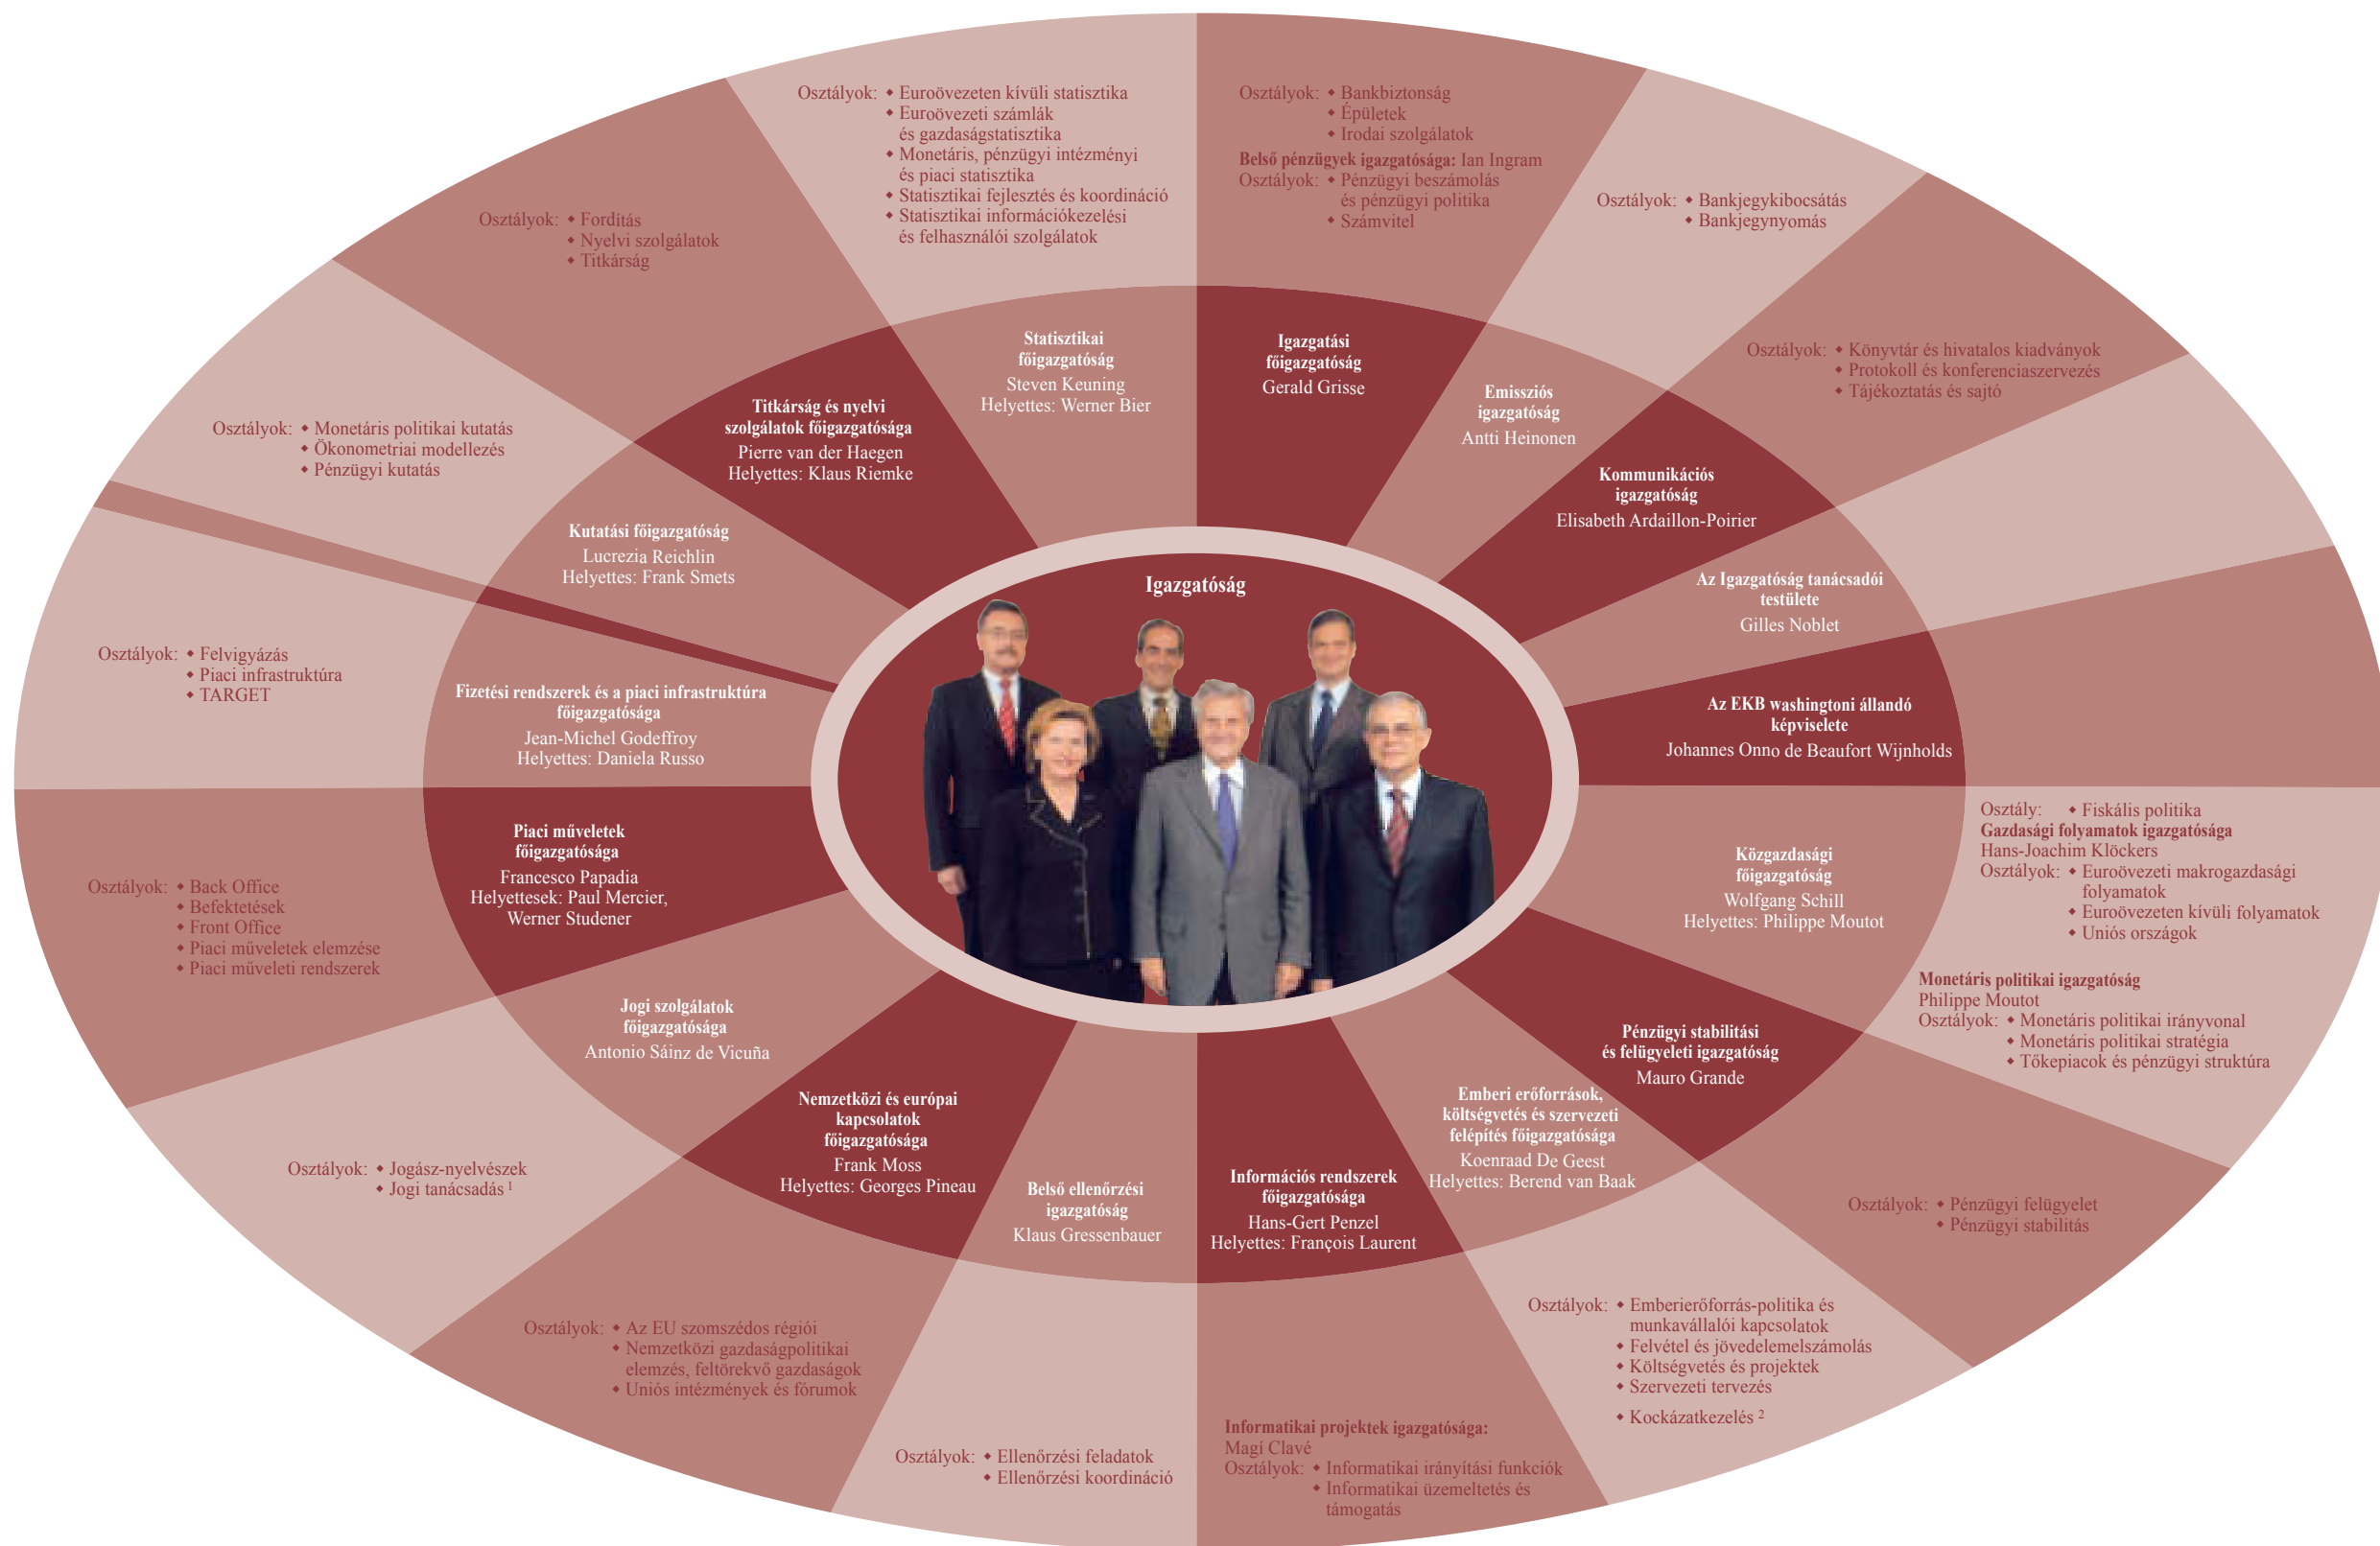 Igazgatóság
Osztályok: ◆ Bankbiztonság
◆ Épületek
◆ Irodai szolgálatok
Belső pénzügyek igazgatósága: Ian Ingram
Osztályok: ◆ Pénzügyi beszámolás
és pénzügyi politika
◆ Számvitel
Igazgatási
főigazgatóság
Gerald Grisse
Osztályok: ◆ Bankjegykibocsátás
◆ Bankjegynyomás
Emissziós
igazgatóság
Antti Heinonen
Osztályok: ◆ Könyvtár és hivatalos kiadványok
◆ Protokoll és konferenciaszervezés
◆ Tájékoztatás és sajtó
Kommunikációs
igazgatóság
Elisabeth Ardaillon-Poirier
Az Igazgatóság tanácsadói
testülete
Gilles Noblet
Az EKB washingtoni állandó
képviselete
Johannes Onno de Beaufort Wijnholds
Közgazdasági
főigazgatóság
Wolfgang Schill
Helyettes: Philippe Moutot
Osztály: ◆ Fiskális politika
Gazdasági folyamatok igazgatósága
Hans-Joachim Klöckers
Osztályok: ◆ Euroövezeti makrogazdasági
folyamatok
◆ Euroövezeten kívüli folyamatok
◆ Uniós országok
Monetáris politikai igazgatóság
Philippe Moutot
Osztályok: ◆ Monetáris politikai irányvonal
◆ Monetáris politikai stratégia
◆ Tőkepiacok és pénzügyi struktúra
Pénzügyi stabilitási
és felügyeleti igazgatóság
Mauro Grande
Osztályok: ◆ Pénzügyi felügyelet
◆ Pénzügyi stabilitás
Emberi erőforrások,
költségvetés és szervezeti
felépítés főigazgatósága
Koenraad De Geest
Helyettes: Berend van Baak
Osztályok: ◆ Emberierőforrás-politika és
munkavállalói kapcsolatok
◆ Felvétel és jövedelemelszámolás
◆ Költségvetés és projektek
◆ Szervezeti tervezés
◆ Kockázatkezelés 2
Információs rendszerek
főigazgatósága
Hans-Gert Penzel
Helyettes: François Laurent
Informatikai projektek igazgatósága:
Magí Clavé
Osztályok: ◆ Informatikai irányítási funkciók
◆ Informatikai üzemeltetés és
támogatás
Belső ellenőrzési
igazgatóság
Klaus Gressenbauer
Osztályok: ◆ Ellenőrzési feladatok
◆ Ellenőrzési koordináció
Nemzetközi és európai
kapcsolatok
főigazgatósága
Frank Moss
Helyettes: Georges Pineau
Osztályok: ◆ Az EU szomszédos régiói
◆ Nemzetközi gazdaságpolitikai
elemzés, feltörekvő gazdaságok
◆ Uniós intézmények és fórumok
Jogi szolgálatok
főigazgatósága
Antonio Sáinz de Vicuña
Osztályok: ◆ Jogász-nyelvészek
◆ Jogi tanácsadás 1
Piaci műveletek
főigazgatósága
Francesco Papadia
Helyettesek: Paul Mercier,
Werner Studener
Osztályok: ◆ Back Office
◆ Befektetések
◆ Front Office
◆ Piaci műveletek elemzése
◆ Piaci műveleti rendszerek
Fizetési rendszerek és a piaci infrastruktúra
főigazgatósága
Jean-Michel Godeffroy
Helyettes: Daniela Russo
Osztályok: ◆ Felvigyázás
◆ Piaci infrastruktúra
◆ TARGET
Kutatási főigazgatóság
Lucrezia Reichlin
Helyettes: Frank Smets
Osztályok: ◆ Monetáris politikai kutatás
◆ Ökonometriai modellezés
◆ Pénzügyi kutatás
Titkárság és nyelvi
szolgálatok főigazgatósága
Pierre van der Haegen
Helyettes: Klaus Riemke
Osztályok: ◆ Fordítás
◆ Nyelvi szolgálatok
◆ Titkárság
Statisztikai
főigazgatóság
Steven Keuning
Helyettes: Werner Bier
Osztályok: ◆ Euroövezeten kívüli statisztika
◆ Euroövezeti számlák
és gazdaságstatisztika
◆ Monetáris, pénzügyi intézményi
és piaci statisztika
◆ Statisztikai fejlesztés és koordináció
◆ Statisztikai információkezelési
és felhasználói szolgálatok